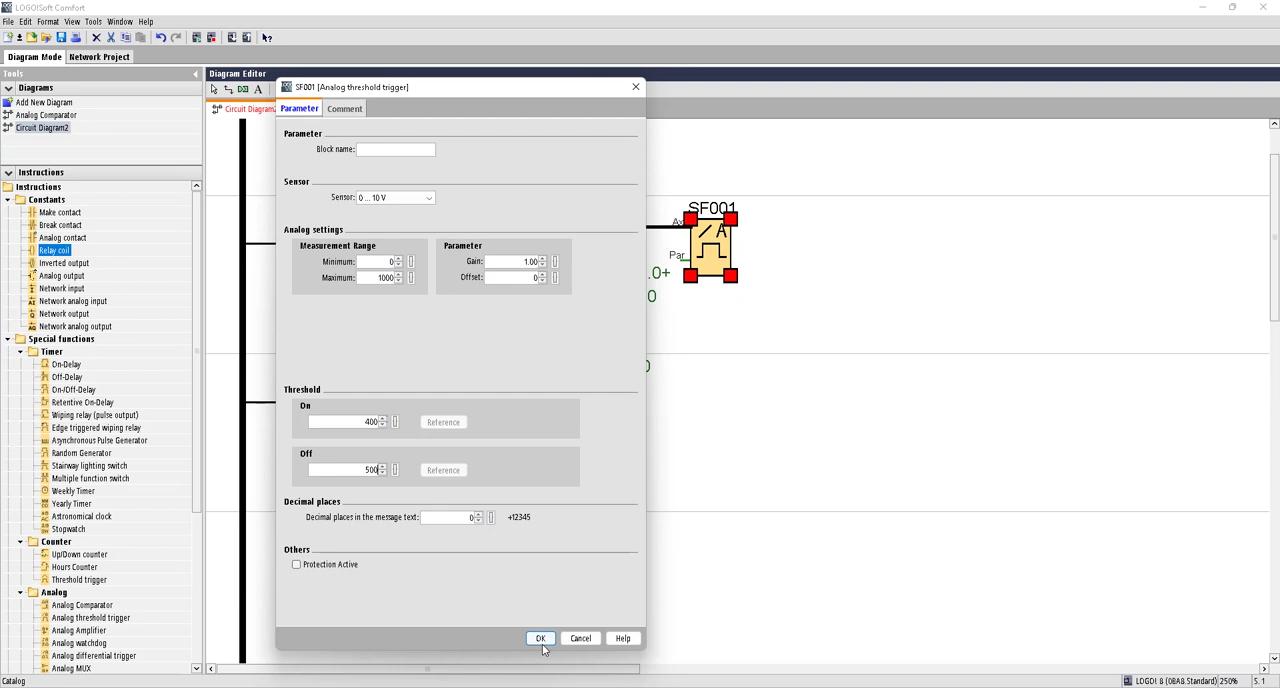 LOGO!Soft Comfort
File Edit Format View Tools Window Help
Diagram Mode Network Project
Tools
Diagrams
Add New Diagram
Analog Comparator
Circuit Diagram2
Instructions
Instructions
Constants
Make contact
Break contact
Analog contact
Relay coil
Inverted output
Analog output
Network input
Network analog input
Network output
Network analog output
Special functions
Timer
On-Delay
Off-Delay
On-/Off-Delay
Retentive On-Delay
Wiping relay (pulse output)
Edge triggered wiping relay
Asynchronous Pulse Generator
Random Generator
Stairway lighting switch
Multiple function switch
Weekly Timer
Yearly Timer
Astronomical clock
Stopwatch
Counter
Up/Down counter
Hours Counter
Threshold trigger
Analog
Analog Comparator
Analog threshold trigger
Analog Amplifier
Analog watchdog
Analog differential trigger
Analog MUX
Catalog
Diagram Editor
A
Circuit Diagram2
SF001 [Analog threshold trigger]
Parameter Comment
Parameter
Block name:
Sensor
Sensor: 0 ... 10 V
Analog settings
Measurement Range Parameter
Minimum: 0 Gain: 1.00
Maximum: 1000 Offset: 0
Threshold
On
400 Reference
Off
500 Reference
Decimal places
Decimal places in the message text: 0 +12345
Others
Protection Active
OK Cancel Help
SF001
Ax
A
Par
.0+
0
0
LOGO! 8 (0BA8.Standard) 250% S. 1